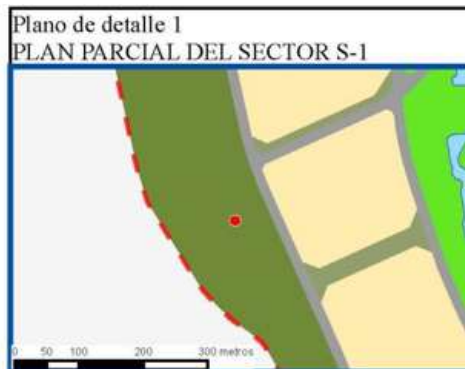 Plano de detalle 1
PLAN PARCIAL DEL SECTOR S-1
0 50 100 200 300 metros